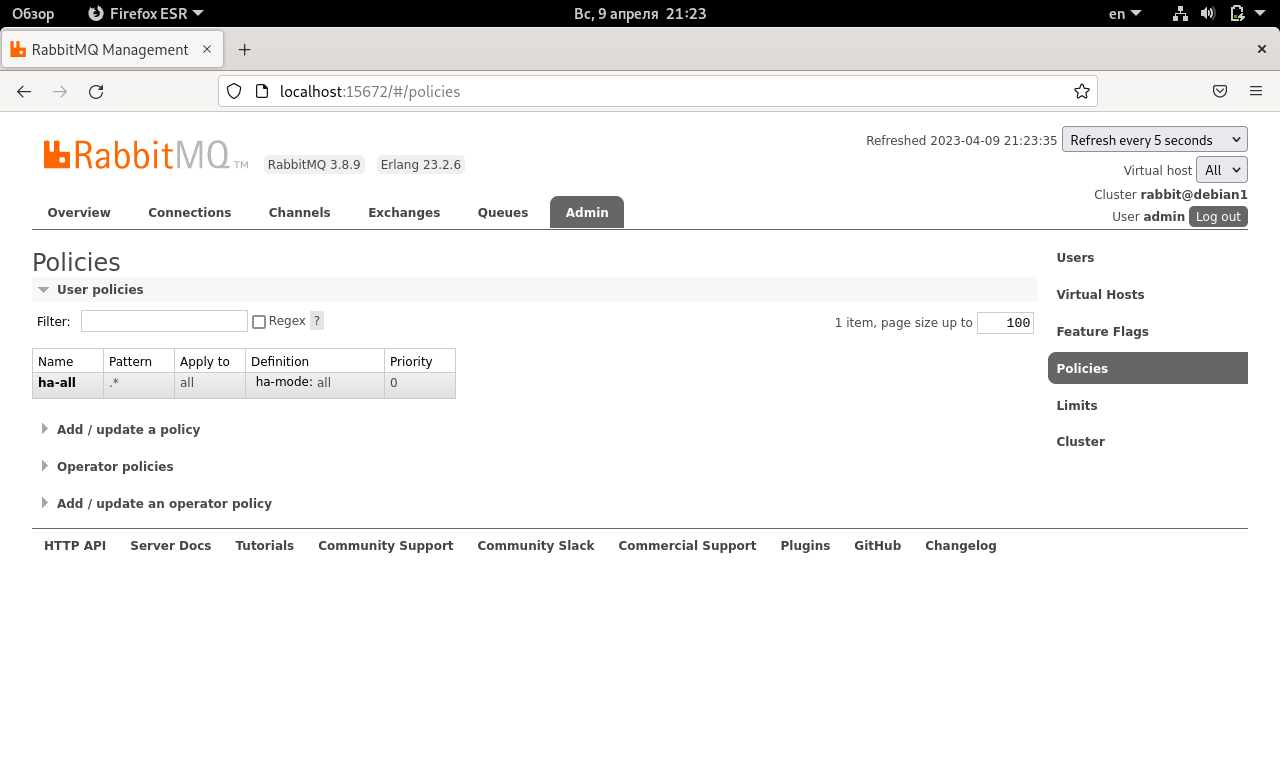 Обзор Firefox ESR Вс, 9 апреля 21:23 en
RabbitMQ Management
localhost:15672/#/policies
Refreshed 2023-04-09 21:23:35 Refresh every 5 seconds
RabbitMQ TM RabbitMQ 3.8.9 Erlang 23.2.6
Virtual host All
Cluster rabbit@debian1
User admin Log out
Overview Connections Channels Exchanges Queues Admin
Policies
User policies
Filter: Regex ? 1 item, page size up to 100
Name Pattern Apply to Definition Priority
ha-all .* all ha-mode: all 0
Add / update a policy
Operator policies
Add / update an operator policy
Users
Virtual Hosts
Feature Flags
Policies
Limits
Cluster
HTTP API Server Docs Tutorials Community Support Community Slack Commercial Support Plugins GitHub Changelog